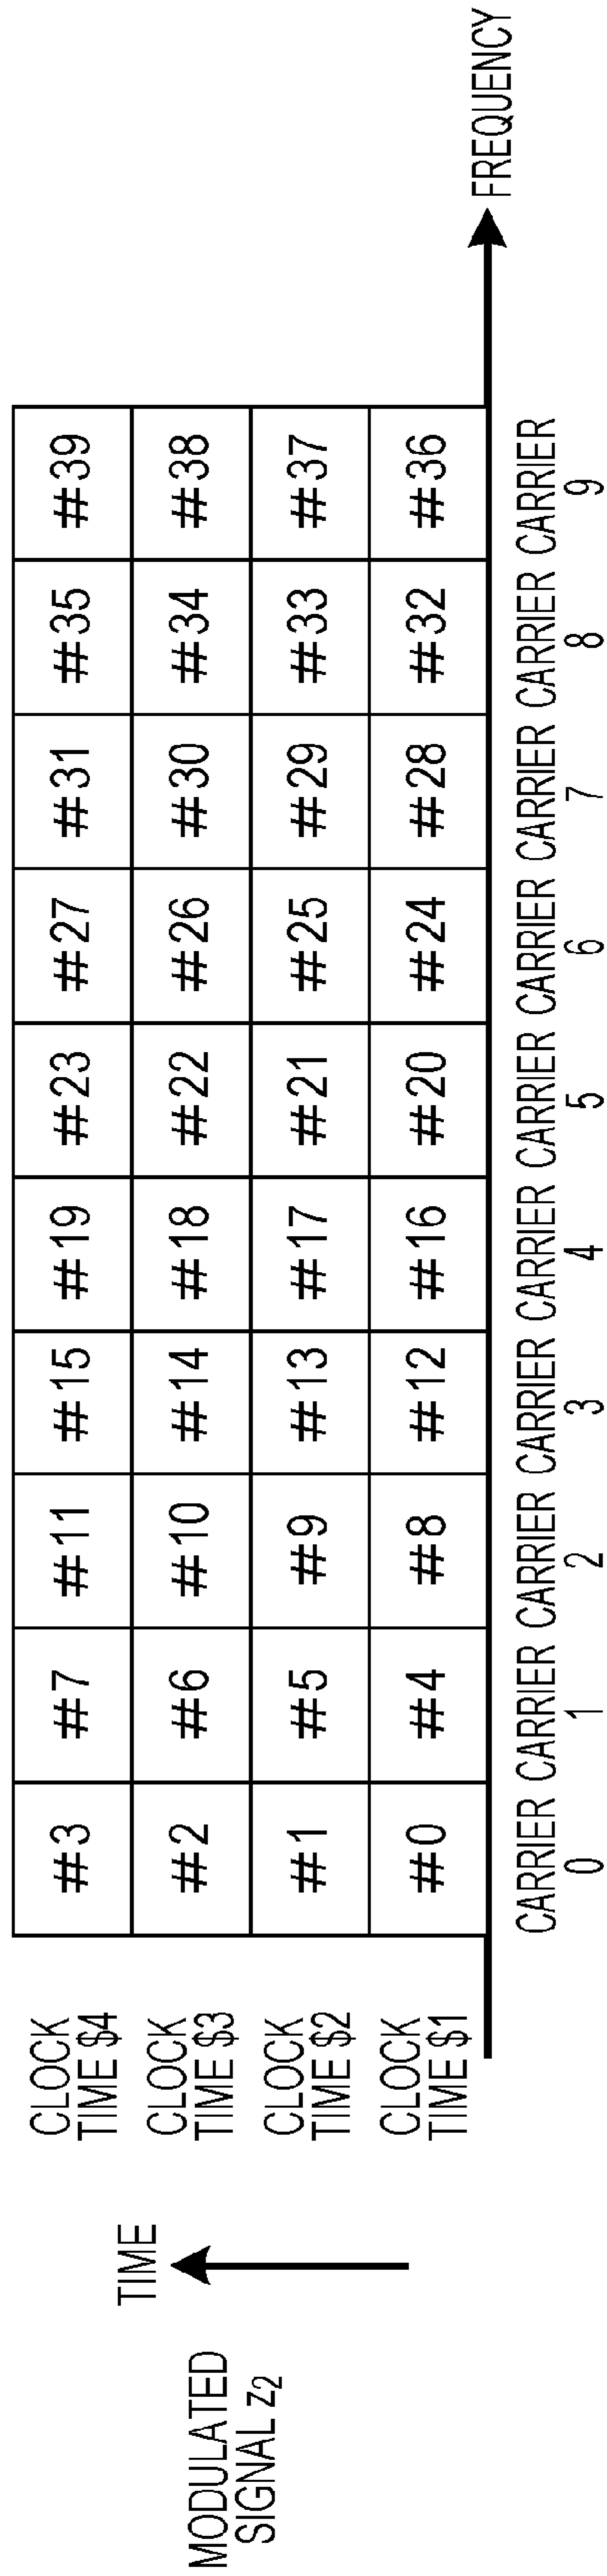 MODULATED
SIGNAL z2
TIME
CLOCK
TIME $4
#3 #7 #11 #15 #19 #23 #27 #31 #35 #39
CLOCK
TIME $3
#2 #6 #10 #14 #18 #22 #26 #30 #34 #38
CLOCK
TIME $2
#1 #5 #9 #13 #17 #21 #25 #29 #33 #37
CLOCK
TIME $1
#0 #4 #8 #12 #16 #20 #24 #28 #32 #36
FREQUENCY
CARRIER CARRIER CARRIER CARRIER CARRIER CARRIER CARRIER CARRIER CARRIER CARRIER
0 1 2 3 4 5 6 7 8 9